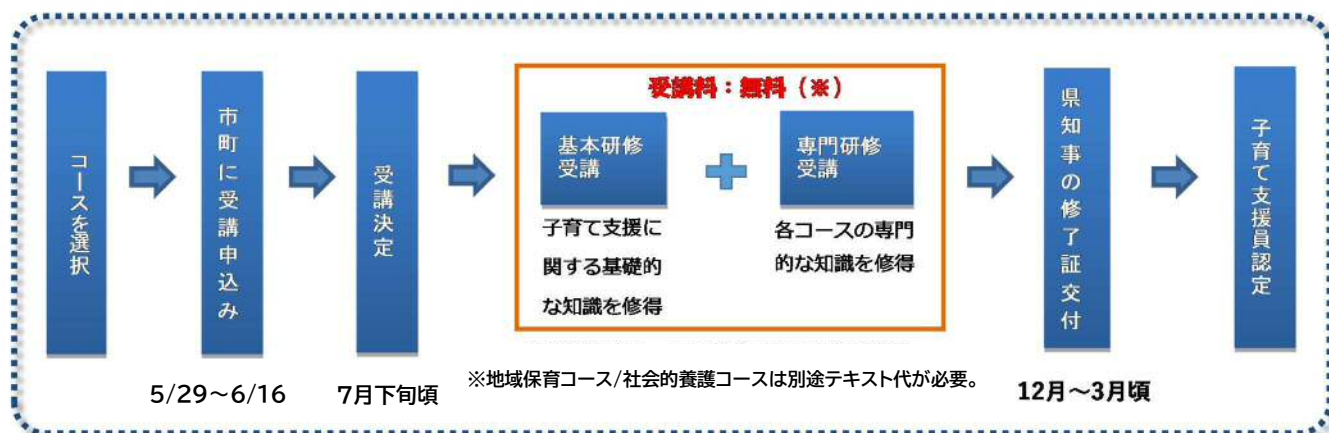 コースを選択
市町に受講申込み
5/29～6/16
受講決定
7月下旬頃
受講料：無料（※）
基本研修
受講
子育て支援に
関する基礎的
な知識を修得
専門研修
受講
各コースの専門
的な知識を修得
※地域保育コース/社会的養護コースは別途テキスト代が必要。
県知事の修了証交付
12月～3月頃
子育て支援員認定